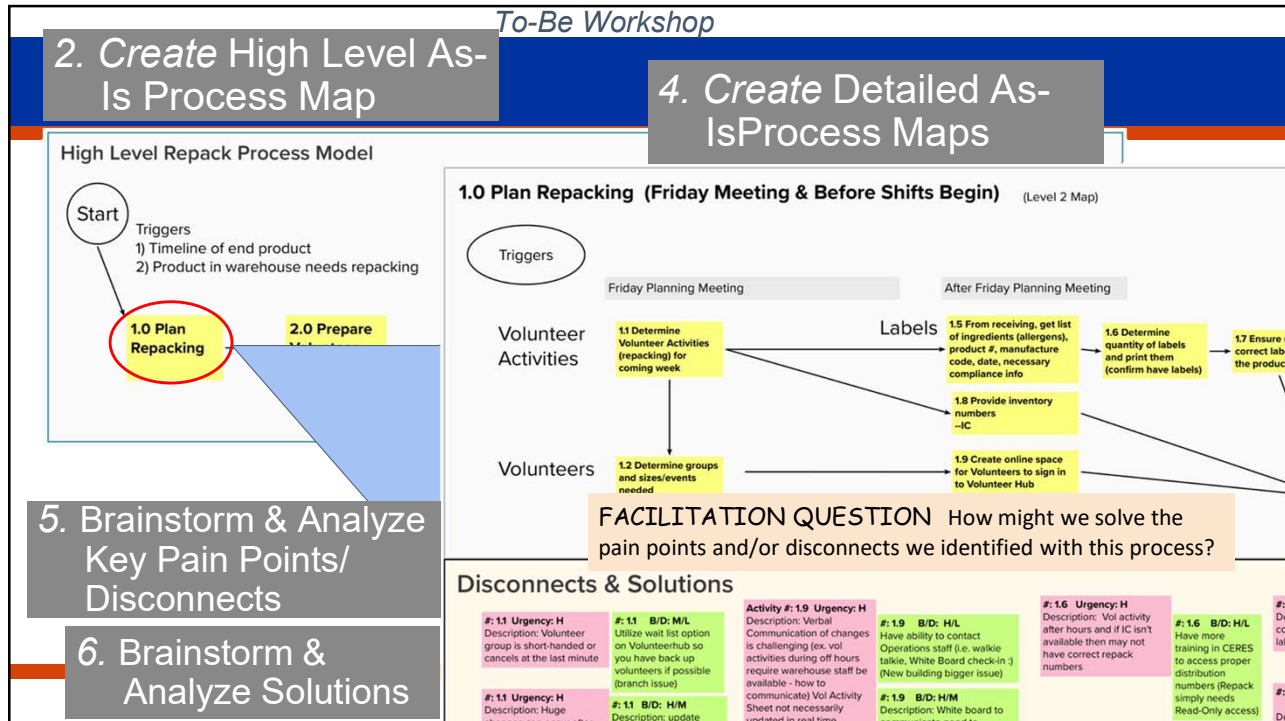 To-Be Workshop
2. Create High Level As-
Is Process Map
4. Create Detailed As-
IsProcess Maps
High Level Repack Process Model
Start
Triggers
1) Timeline of end product
2) Product in warehouse needs repacking
1.0 Plan
Repacking
2.0 Prepare
1.0 Plan Repacking (Friday Meeting & Before Shifts Begin) (Level 2 Map)
Triggers
Friday Planning Meeting
After Friday Planning Meeting
Volunteer
Activities
1.1 Determine
Volunteer Activities
(repacking) for
coming week
Labels
1.5 From receiving, get list
of ingredients (allergens),
product #, manufacture
code, date, necessary
compliance info
1.6 Determine
quantity of labels
and print them
(confirm have labels)
1.7 Ensure
correct lab
the produc
1.8 Provide inventory
numbers
--IC
Volunteers
1.2 Determine groups
and sizes/events
needed
1.9 Create online space
for Volunteers to sign in
to Volunteer Hub
FACILITATION QUESTION How might we solve the
pain points and/or disconnects we identified with this process?
5. Brainstorm & Analyze
Key Pain Points/
Disconnects
6. Brainstorm &
Analyze Solutions
Disconnects & Solutions
#: 1.1 Urgency: H
Description: Volunteer
group is short-handed or
cancels at the last minute
#: 1.1 B/D: M/L
Utilize wait list option
on Volunteerhub so
you have back up
volunteers if possible
(branch issue)
Activity #: 1.9 Urgency: H
Description: Verbal
Communication of changes
is challenging (ex. vol
activities during off hours
require warehouse staff be
available - how to
communicate) Vol Activity
Sheet not necessarily
updated in real time
#: 1.9 B/D: H/L
Have ability to contact
Operations staff (i.e. walkie
talkie, White Board check-in :)
(New building bigger issue)
#: 1.6 Urgency: H
Description: Vol activity
after hours and if IC isn't
available then may not
have correct repack
numbers
#: 1.6 B/D: H/L
Have more
training in CERES
to access proper
distribution
numbers (Repack
simply needs
Read-Only access)
#: 1.1 Urgency: H
Description: Huge
#: 1.1 B/D: H/M
Description: update
#: 1.9 B/D: H/M
Description: White board to